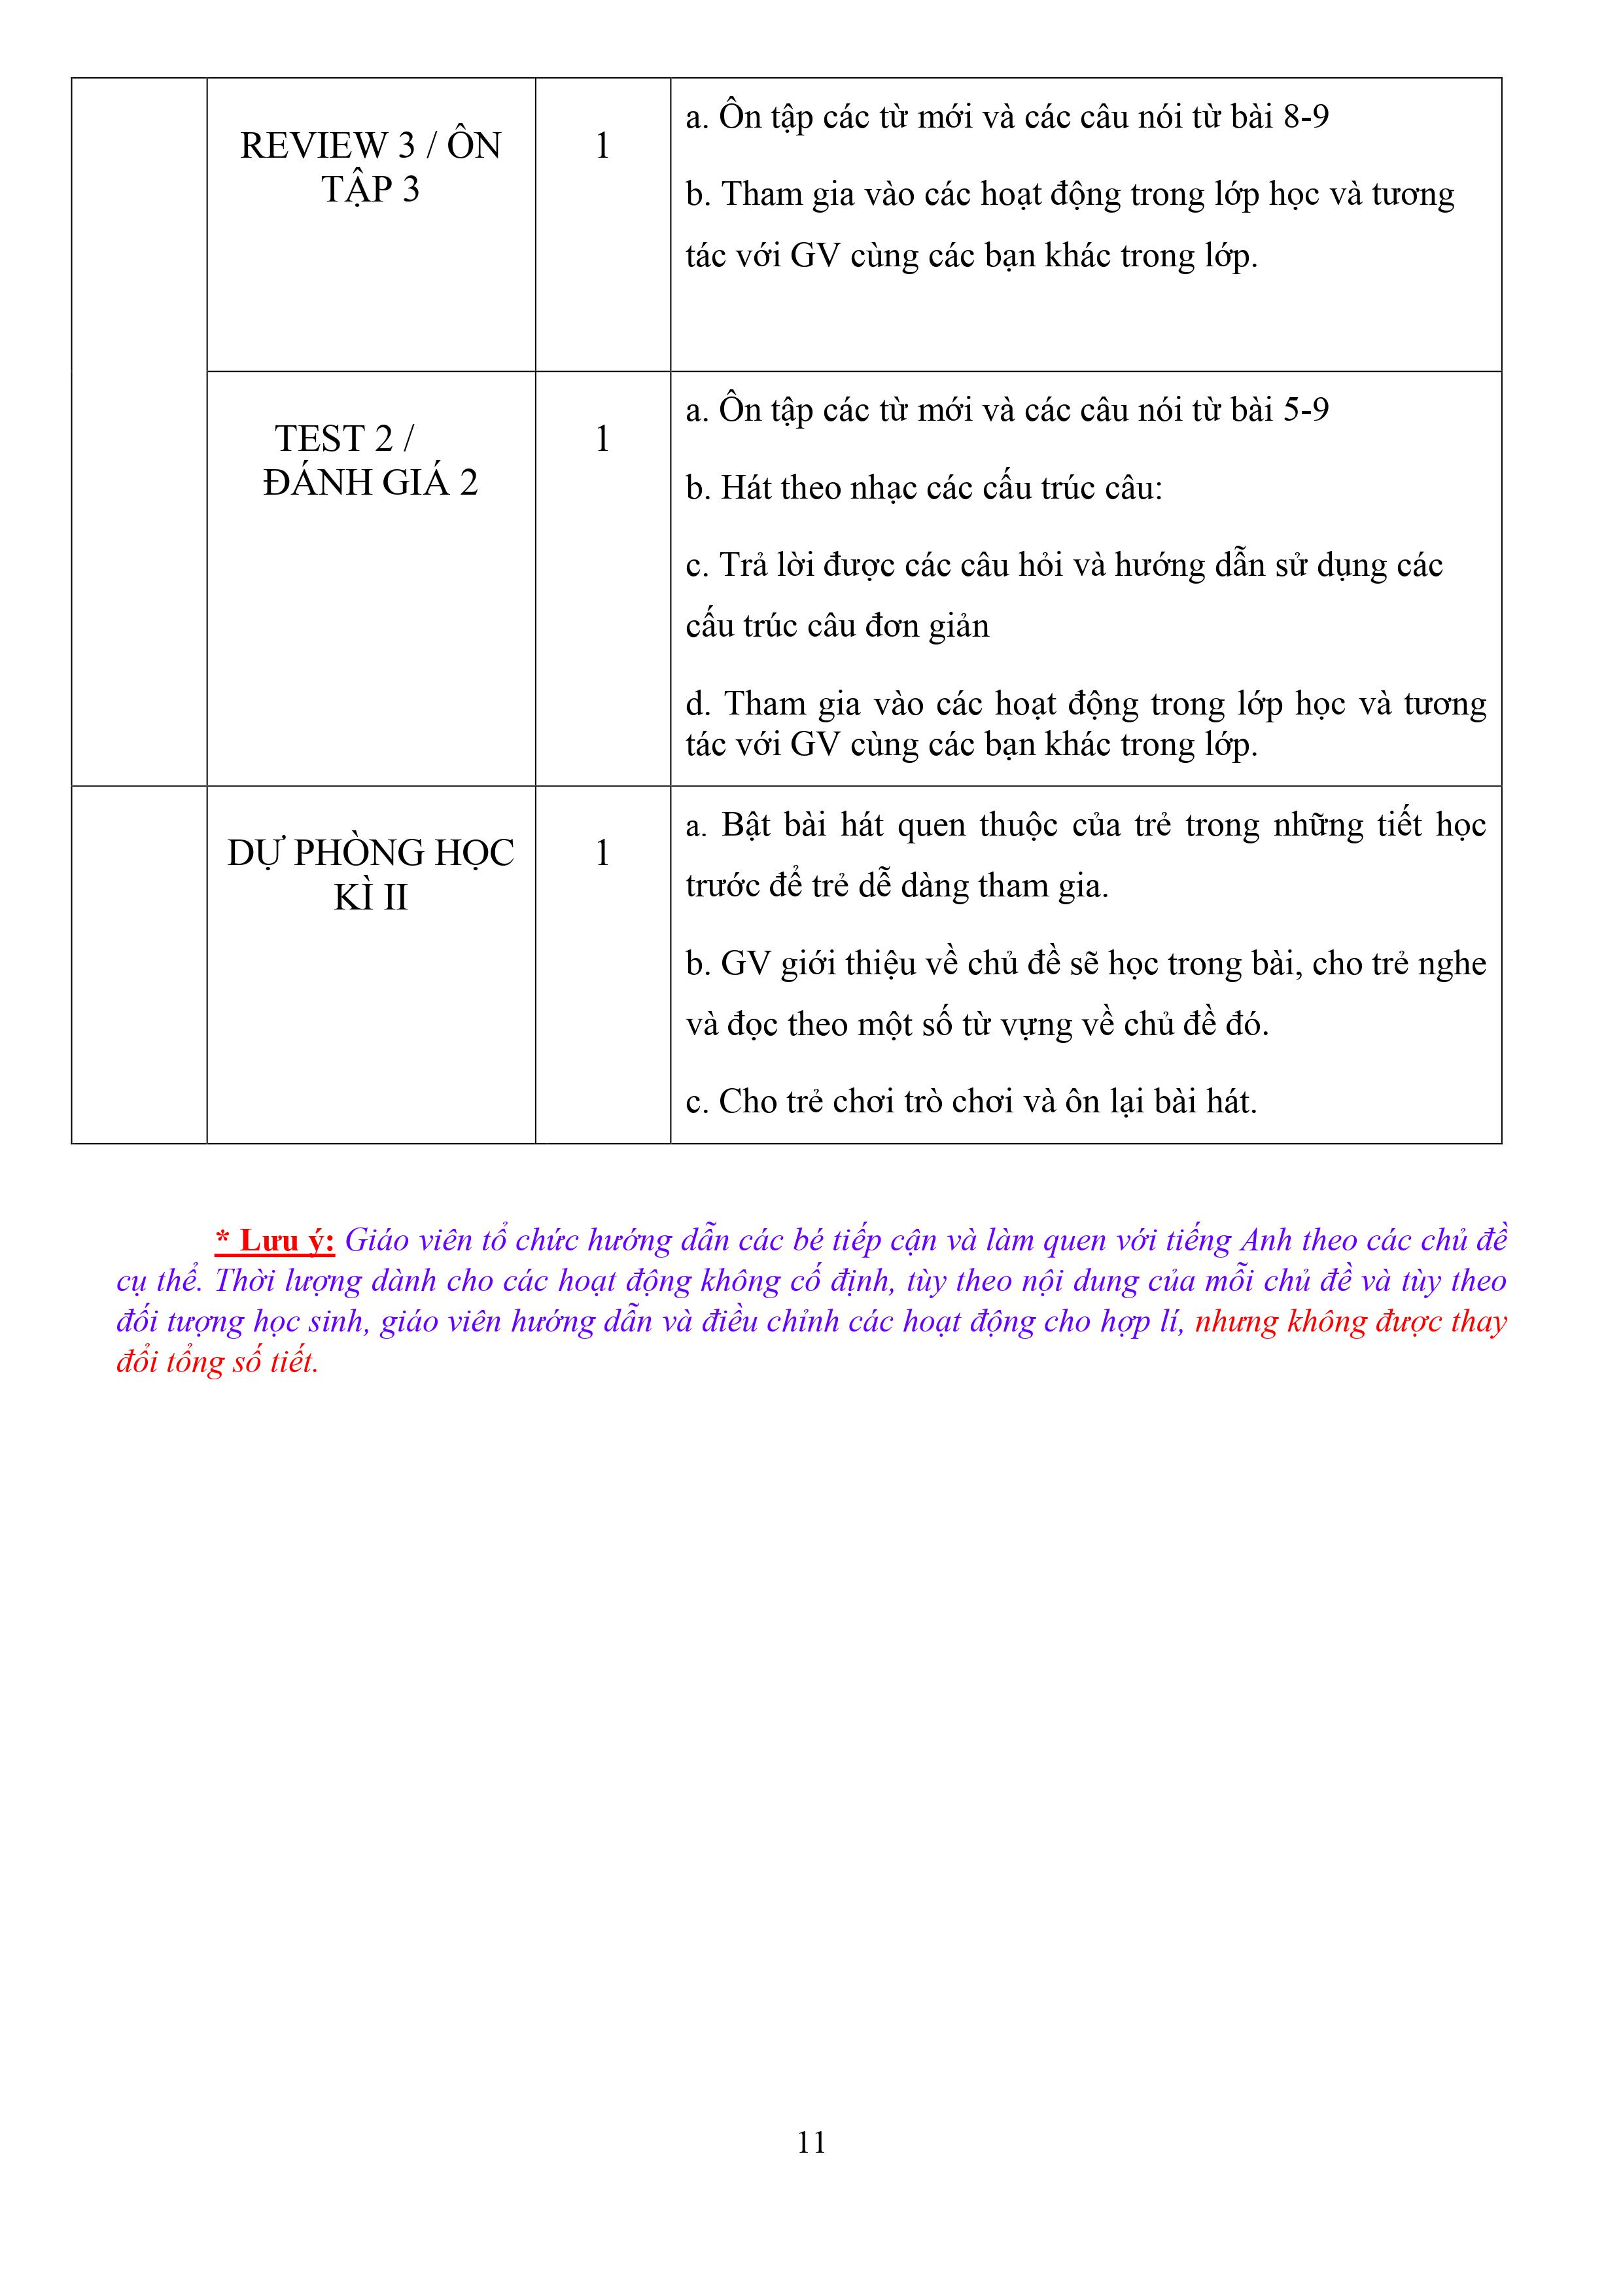 REVIEW 3 / ÔN
TẬP 3
1
a. Ôn tập các từ mới và các câu nói từ bài 8-9
b. Tham gia vào các hoạt động trong lớp học và tương
tác với GV cùng các bạn khác trong lớp.
TEST 2 /
ĐÁNH GIÁ 2
1
a. Ôn tập các từ mới và các câu nói từ bài 5-9
b. Hát theo nhạc các cấu trúc câu:
c. Trả lời được các câu hỏi và hướng dẫn sử dụng các
cấu trúc câu đơn giản
d. Tham gia vào các hoạt động trong lớp học và tương
tác với GV cùng các bạn khác trong lớp.
DỰ PHÒNG HỌC
KÌ II
1
a. Bật bài hát quen thuộc của trẻ trong những tiết học
trước để trẻ dễ dàng tham gia.
b. GV giới thiệu về chủ đề sẽ học trong bài, cho trẻ nghe
và đọc theo một số từ vựng về chủ đề đó.
c. Cho trẻ chơi trò chơi và ôn lại bài hát.
* Lưu ý: Giáo viên tổ chức hướng dẫn các bé tiếp cận và làm quen với tiếng Anh theo các chủ đề
cụ thể. Thời lượng dành cho các hoạt động không cố định, tùy theo nội dung của mỗi chủ đề và tùy theo
đối tượng học sinh, giáo viên hướng dẫn và điều chỉnh các hoạt động cho hợp lí, nhưng không được thay
đổi tổng số tiết.
11